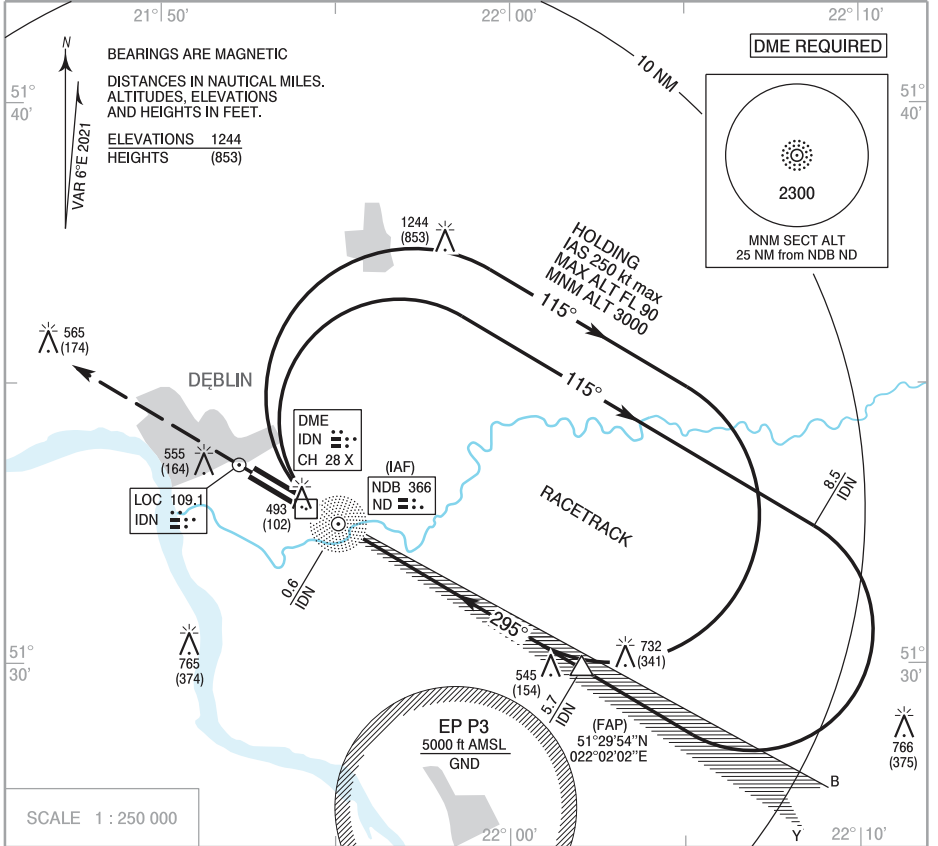 21°50'
22°00'
22°10'
N
VAR 6°E 2021
BEARINGS ARE MAGNETIC
DISTANCES IN NAUTICAL MILES.
ALTITUDES, ELEVATIONS
AND HEIGHTS IN FEET.
ELEVATIONS 1244
HEIGHTS (853)
51°
40'
10 NM
DME REQUIRED
51°
40'
2300
MNM SECT ALT
25 NM from NDB ND
1244
(853)
HOLDING
IAS 250 kt max
MAX ALT FL 90
MNM ALT 3000
115°
115°
565
(174)
DĘBLIN
DME
IDN
CH 28 X
555
(164)
(IAF)
NDB 366
ND
LOC 109.1
IDN
493
(102)
8.5
IDN
RACETRACK
0.6
IDN
295°
51°
30'
765
(374)
732
(341)
545
(154)
5.7
IDN
51°
30'
(FAP)
51°29'54''N
022°02'02''E
EP P3
5000 ft AMSL
GND
766
(375)
B
Y
SCALE 1 : 250 000
22°00'
22°10'